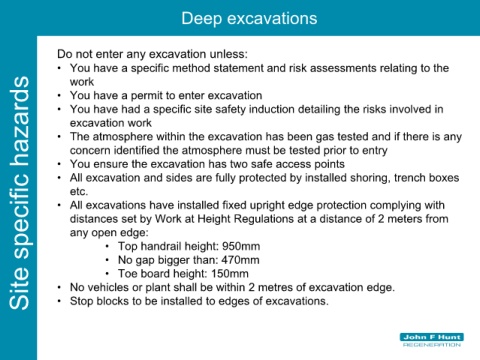 Deep excavations
Site specific hazards
Do not enter any excavation unless:
• You have a specific method statement and risk assessments relating to the
work
• You have a permit to enter excavation
• You have had a specific site safety induction detailing the risks involved in
excavation work
• The atmosphere within the excavation has been gas tested and if there is any
concern identified the atmosphere must be tested prior to entry
• You ensure the excavation has two safe access points
• All excavation and sides are fully protected by installed shoring, trench boxes
etc.
• All excavations have installed fixed upright edge protection complying with
distances set by Work at Height Regulations at a distance of 2 meters from
any open edge:
• Top handrail height: 950mm
• No gap bigger than: 470mm
• Toe board height: 150mm
• No vehicles or plant shall be within 2 metres of excavation edge.
• Stop blocks to be installed to edges of excavations.
John F Hunt
REGENERATION